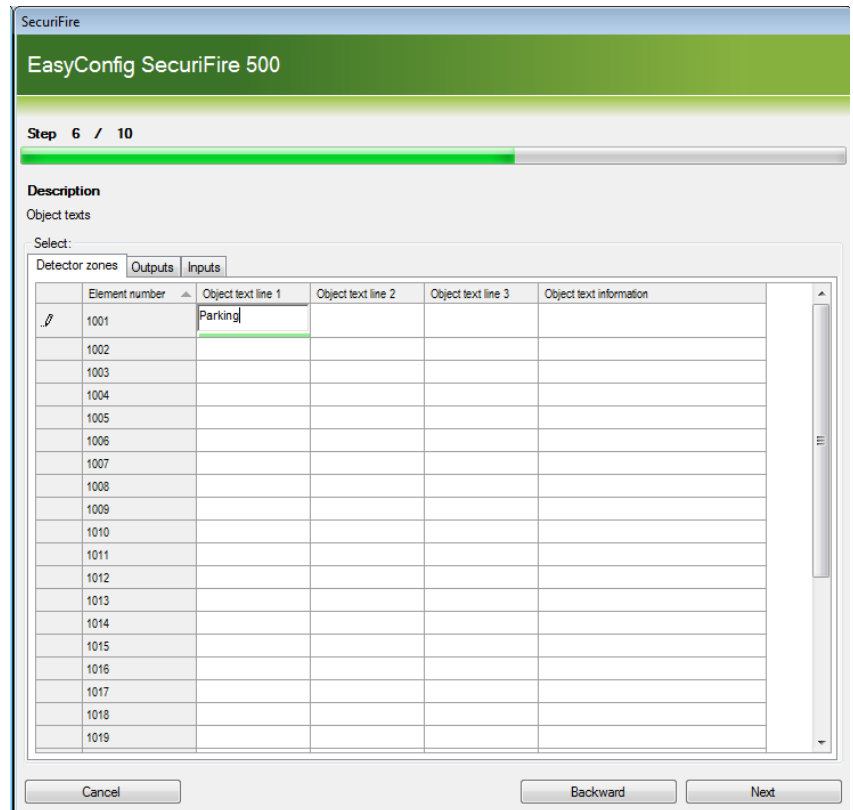 SecuriFire
EasyConfig SecuriFire 500
Step 6 / 10
Description
Object texts
Select:
Detector zones Outputs Inputs
Element number Object text line 1 Object text line 2 Object text line 3 Object text information
1001 Parking
1002
1003
1004
1005
1006
1007
1008
1009
1010
1011
1012
1013
1014
1015
1016
1017
1018
1019
Cancel Backward Next